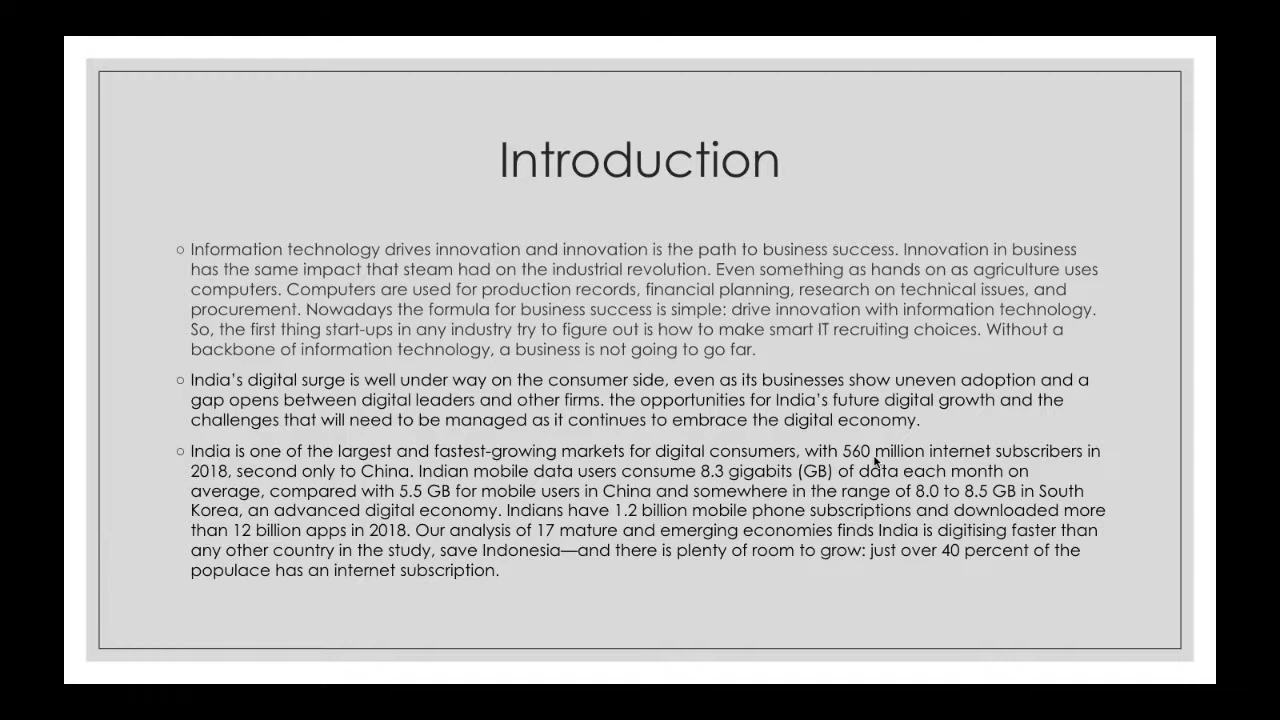 Introduction
○ Information technology drives innovation and innovation is the path to business success. Innovation in business
has the same impact that steam had on the industrial revolution. Even something as hands on as agriculture uses
computers. Computers are used for production records, financial planning, research on technical issues, and
procurement. Nowadays the formula for business success is simple: drive innovation with information technology.
So, the first thing start-ups in any industry try to figure out is how to make smart IT recruiting choices. Without a
backbone of information technology, a business is not going to go far.
○ India’s digital surge is well under way on the consumer side, even as its businesses show uneven adoption and a
gap opens between digital leaders and other firms. the opportunities for India’s future digital growth and the
challenges that will need to be managed as it continues to embrace the digital economy.
○ India is one of the largest and fastest-growing markets for digital consumers, with 560 million internet subscribers in
2018, second only to China. Indian mobile data users consume 8.3 gigabits (GB) of data each month on
average, compared with 5.5 GB for mobile users in China and somewhere in the range of 8.0 to 8.5 GB in South
Korea, an advanced digital economy. Indians have 1.2 billion mobile phone subscriptions and downloaded more
than 12 billion apps in 2018. Our analysis of 17 mature and emerging economies finds India is digitising faster than
any other country in the study, save Indonesia—and there is plenty of room to grow: just over 40 percent of the
populace has an internet subscription.